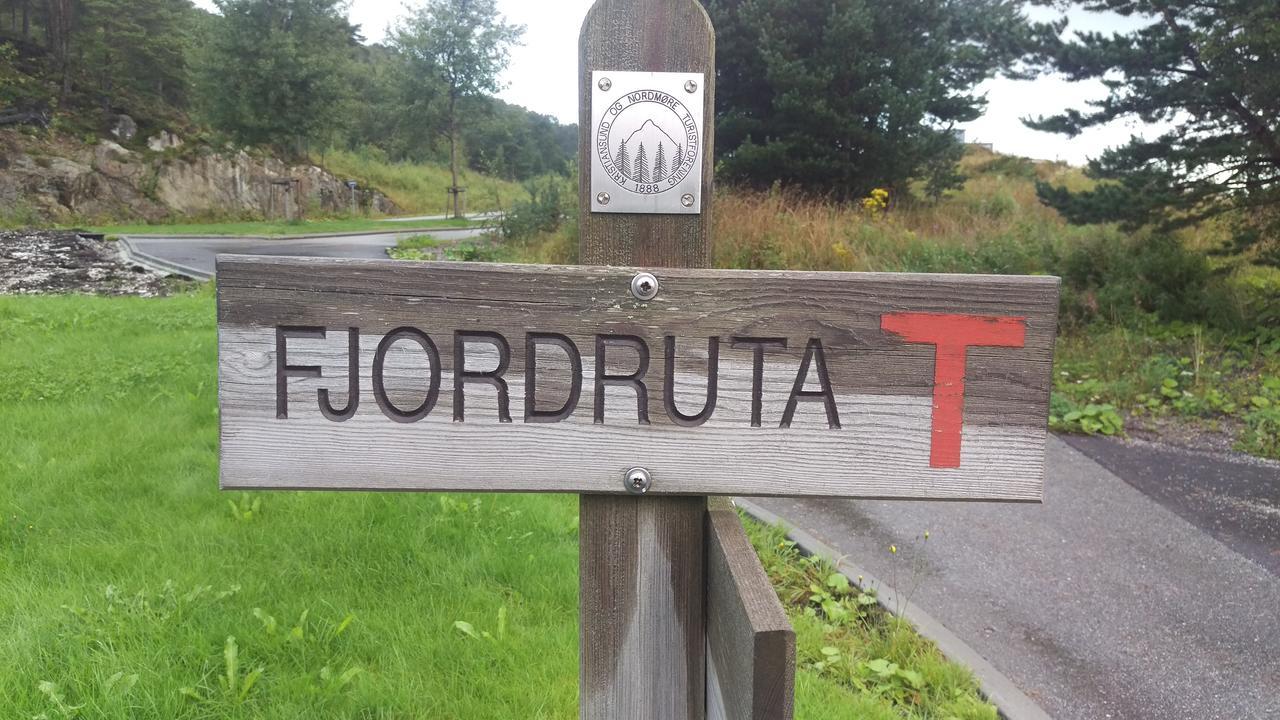 KRISTIANSUND OG NORDMØRE TURISTFORENING
1888
FJORDRUTA T